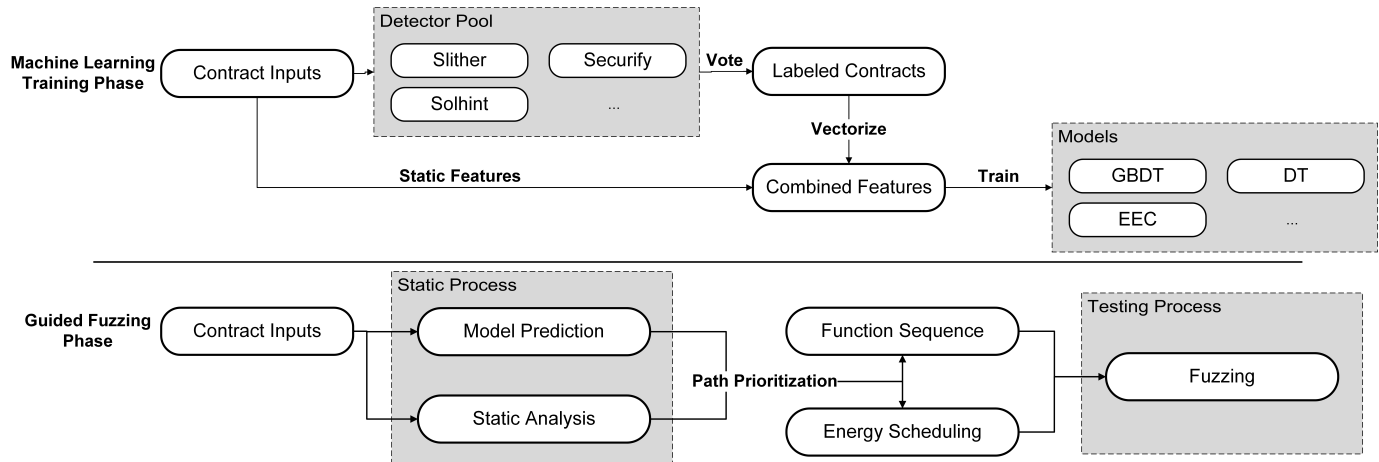 Detector Pool
Machine Learning
Training Phase
Contract Inputs
Slither
Securify
Solhint
...
Vote
Labeled Contracts
Vectorize
Static Features
Combined Features
Train
Models
GBDT
DT
EEC
...
Guided Fuzzing
Phase
Contract Inputs
Static Process
Model Prediction
Static Analysis
Path Prioritization
Function Sequence
Energy Scheduling
Testing Process
Fuzzing